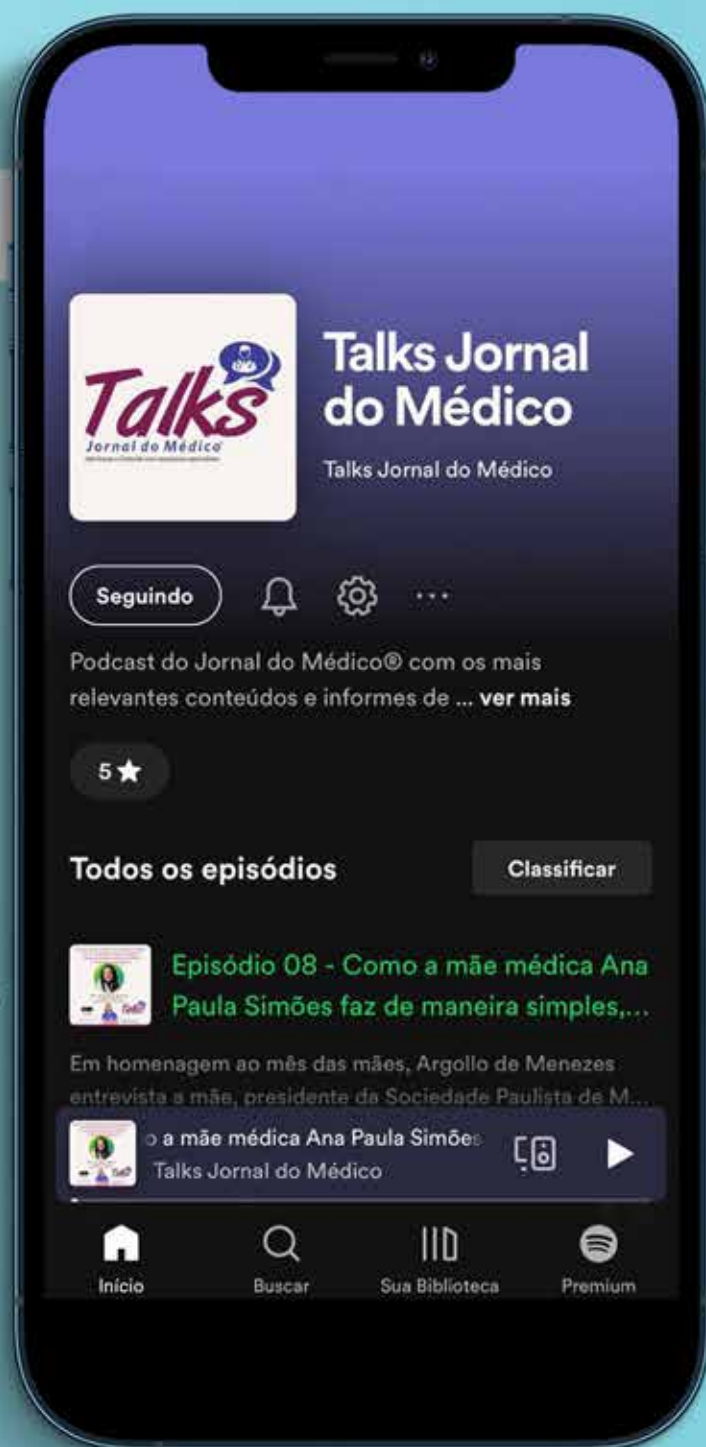 Talks
Jornal do Médico
Talks Jornal
do Médico
Talks Jornal do Médico
Seguindo
Podcast do Jornal do Médico® com os mais
relevantes conteúdos e informes de ... ver mais
5★
Todos os episódios
Classificar
Episódio 08 - Como a mãe médica Ana
Paula Simões faz de maneira simples,...
Em homenagem ao mês das mães, Argollo de Menezes
entrevista a mãe, presidente da Sociedade Paulista de M...
o a mãe médica Ana Paula Simões
Talks Jornal do Médico
Início
Buscar
Sua Biblioteca
Premium